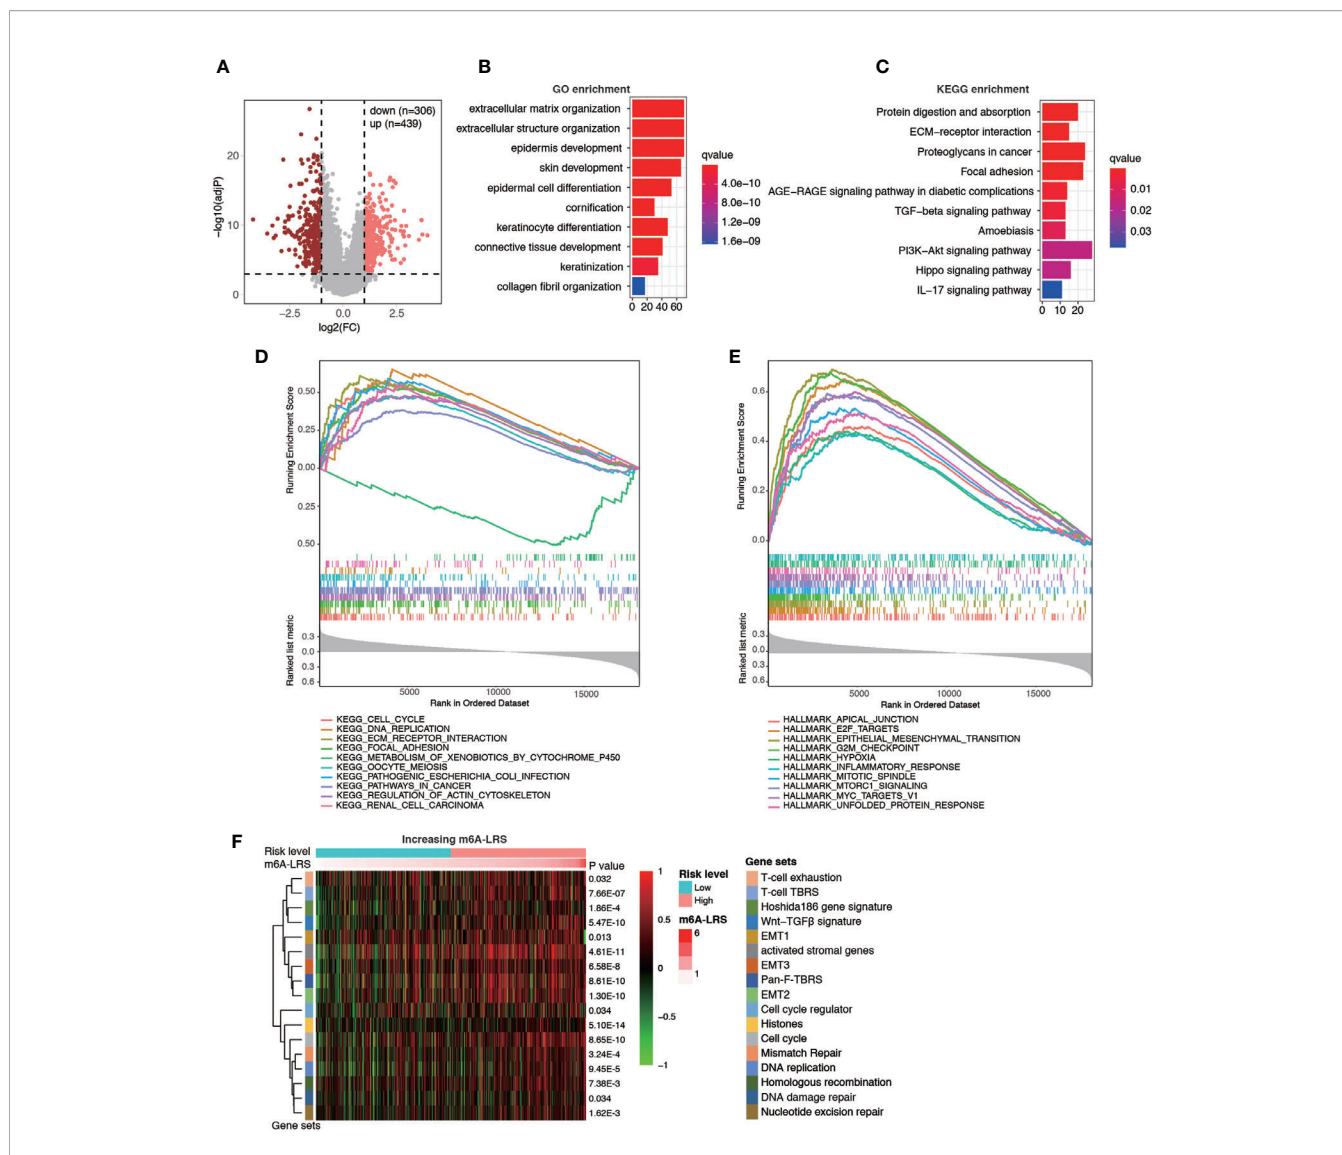 A
down (n=306)
up (n=439)
−log10(adjP)
20
10
0
−2.5
0.0
2.5
log2(FC)
B
GO enrichment
extracellular matrix organization
extracellular structure organization
epidermis development
skin development
epidermal cell differentiation
cornification
keratinocyte differentiation
connective tissue development
keratinization
collagen fibril organization
0 20 40 60
qvalue
4.0e-10
8.0e-10
1.2e-09
1.6e-09
C
KEGG enrichment
Protein digestion and absorption
ECM−receptor interaction
Proteoglycans in cancer
Focal adhesion
AGE-RAGE signaling pathway in diabetic complications
TGF-beta signaling pathway
Amoebiasis
PI3K−Akt signaling pathway
Hippo signaling pathway
IL-17 signaling pathway
0 10 20
qvalue
0.01
0.02
0.03
D
Running Enrichment Score
0.50
0.25
0.00
0.25
0.50
Ranked list metric
0.3
0.0
0.3
0.6
5000
10000
15000
Rank in Ordered Dataset
KEGG_CELL_CYCLE
KEGG_DNA_REPLICATION
KEGG_ECM_RECEPTOR_INTERACTION
KEGG_FOCAL_ADHESION
KEGG_METABOLISM_OF_XENOBIOTICS_BY_CYTOCHROME_P450
KEGG_OOCYTE_MEIOSIS
KEGG_PATHOGENIC_ESCHERICHIA_COLI_INFECTION
KEGG_PATHWAYS_IN_CANCER
KEGG_REGULATION_OF_ACTIN_CYTOSKELETON
KEGG_RENAL_CELL_CARCINOMA
E
Running Enrichment Score
0.6
0.4
0.2
0.0
Ranked list metric
0.3
0.0
0.3
0.6
5000
10000
15000
Rank in Ordered Dataset
HALLMARK_APICAL_JUNCTION
HALLMARK_E2F_TARGETS
HALLMARK_EPITHELIAL_MESENCHYMAL_TRANSITION
HALLMARK_G2M_CHECKPOINT
HALLMARK_HYPOXIA
HALLMARK_INFLAMMATORY_RESPONSE
HALLMARK_MITOTIC_SPINDLE
HALLMARK_MTORC1_SIGNALING
HALLMARK_MYC_TARGETS_V1
HALLMARK_UNFOLDED_PROTEIN_RESPONSE
F
Increasing m6A-LRS
Risk level
m6A-LRS
P value
0.032
7.66E-07
1.86E-4
5.47E-10
0.013
4.61E-11
6.58E-8
8.61E-10
1.30E-10
0.034
5.10E-14
8.65E-10
3.24E-4
9.45E-5
7.38E-3
0.034
1.62E-3
Gene sets
1
0.5
0
−0.5
−1
Risk level
Low
High
m6A-LRS
6
1
Gene sets
T-cell exhaustion
T-cell TBRS
Hoshida186 gene signature
Wnt-TGFβ signature
EMT1
activated stromal genes
EMT3
Pan-F-TBRS
EMT2
Cell cycle regulator
Histones
Cell cycle
Mismatch Repair
DNA replication
Homologous recombination
DNA damage repair
Nucleotide excision repair